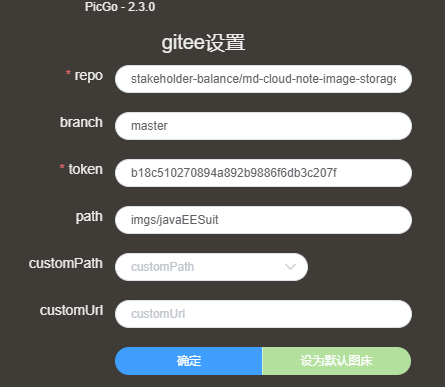 PicGo - 2.3.0
gitee设置
* repo stakeholder-balance/md-cloud-note-image-storage
branch master
* token b18c510270894a892b9886f6db3c207f
path imgs/javaEESuit
customPath customPath
customUrl customUrl
确定 设为默认图床